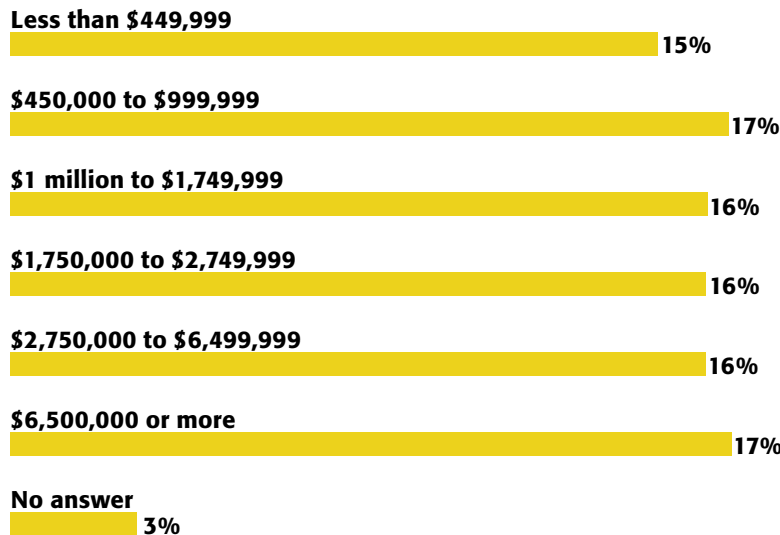 Less than $449,999
15%
$450,000 to $999,999
17%
$1 million to $1,749,999
16%
$1,750,000 to $2,749,999
16%
$2,750,000 to $6,499,999
16%
$6,500,000 or more
17%
No answer
3%